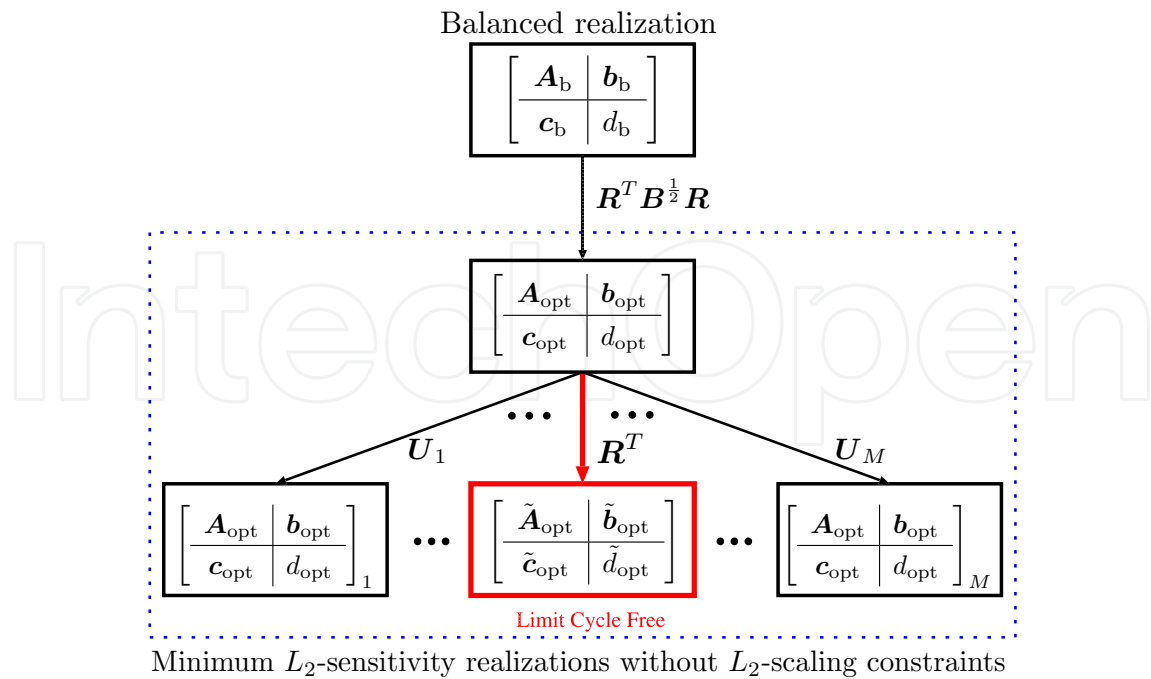 Balanced realization
A_b b_b
c_b d_b
R^T B^{1/2} R
A_opt b_opt
c_opt d_opt
••• •••
U_1 R^T U_M
A_opt b_opt
c_opt d_opt 1
•••
Ã_opt b̃_opt
c̃_opt d̃_opt
•••
A_opt b_opt
c_opt d_opt M
Limit Cycle Free
Minimum L_2-sensitivity realizations without L_2-scaling constraints
IntechOpen